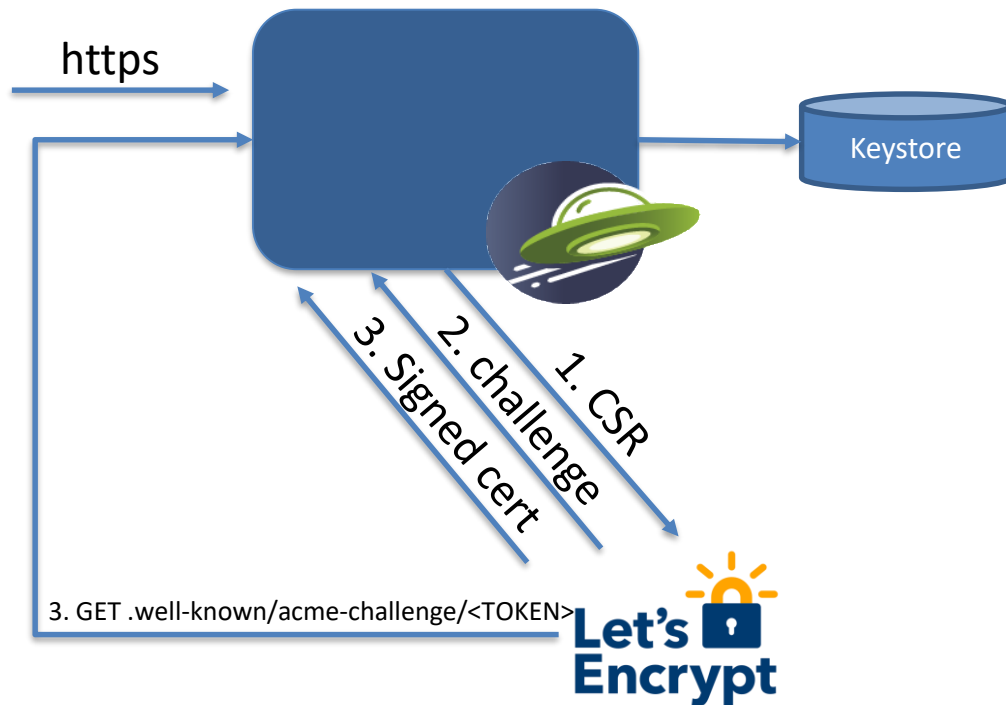 https
Keystore
1. CSR
2. challenge
3. Signed cert
3. GET .well-known/acme-challenge/<TOKEN>
Let's
Encrypt